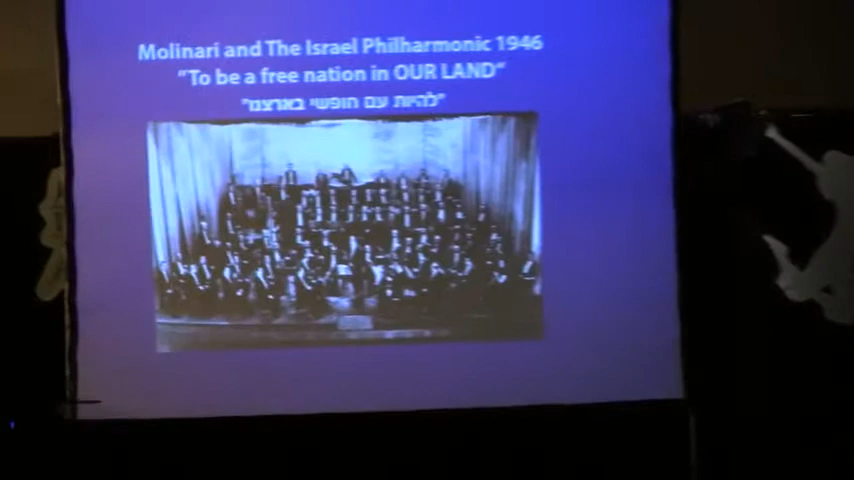 Molinari and The Israel Philharmonic 1946
"To be a free nation in OUR LAND"
"להיות עם חופשי בארצנו"